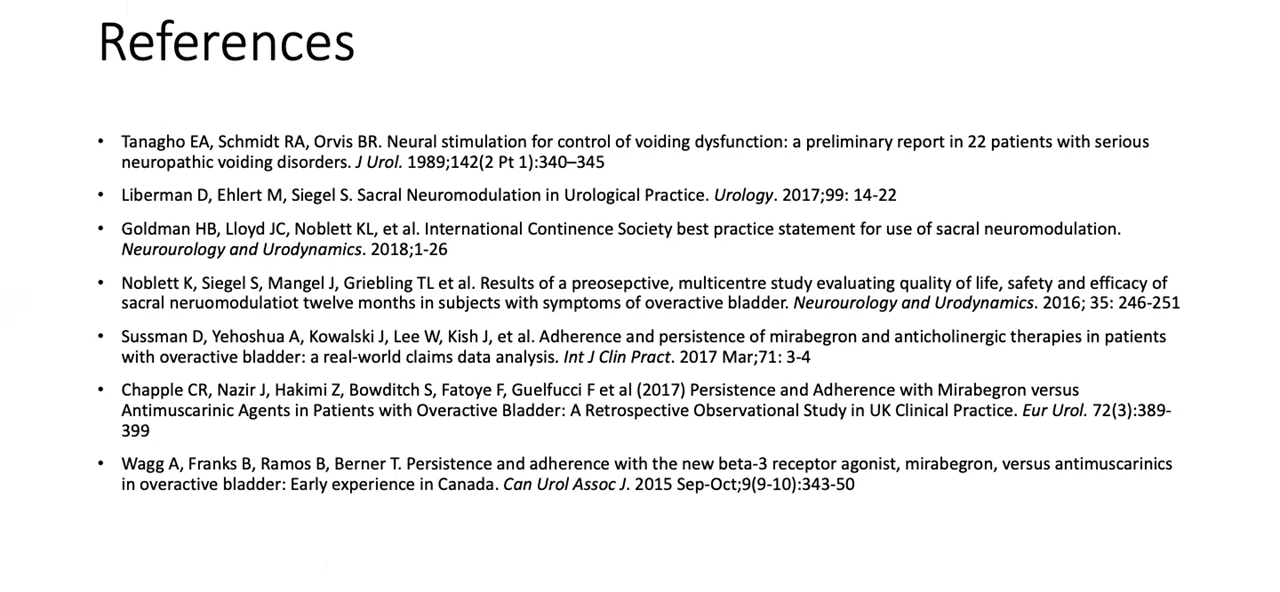 References
• Tanagho EA, Schmidt RA, Orvis BR. Neural stimulation for control of voiding dysfunction: a preliminary report in 22 patients with serious
neuropathic voiding disorders. J Urol. 1989;142(2 Pt 1):340–345
• Liberman D, Ehlert M, Siegel S. Sacral Neuromodulation in Urological Practice. Urology. 2017;99: 14-22
• Goldman HB, Lloyd JC, Noblett KL, et al. International Continence Society best practice statement for use of sacral neuromodulation.
Neurourology and Urodynamics. 2018;1-26
• Noblett K, Siegel S, Mangel J, Griebling TL et al. Results of a preosepctive, multicentre study evaluating quality of life, safety and efficacy of
sacral neruomodulatiot twelve months in subjects with symptoms of overactive bladder. Neurourology and Urodynamics. 2016; 35: 246-251
• Sussman D, Yehoshua A, Kowalski J, Lee W, Kish J, et al. Adherence and persistence of mirabegron and anticholinergic therapies in patients
with overactive bladder: a real-world claims data analysis. Int J Clin Pract. 2017 Mar;71: 3-4
• Chapple CR, Nazir J, Hakimi Z, Bowditch S, Fatoye F, Guelfucci F et al (2017) Persistence and Adherence with Mirabegron versus
Antimuscarinic Agents in Patients with Overactive Bladder: A Retrospective Observational Study in UK Clinical Practice. Eur Urol. 72(3):389-
399
• Wagg A, Franks B, Ramos B, Berner T. Persistence and adherence with the new beta-3 receptor agonist, mirabegron, versus antimuscarinics
in overactive bladder: Early experience in Canada. Can Urol Assoc J. 2015 Sep-Oct;9(9-10):343-50